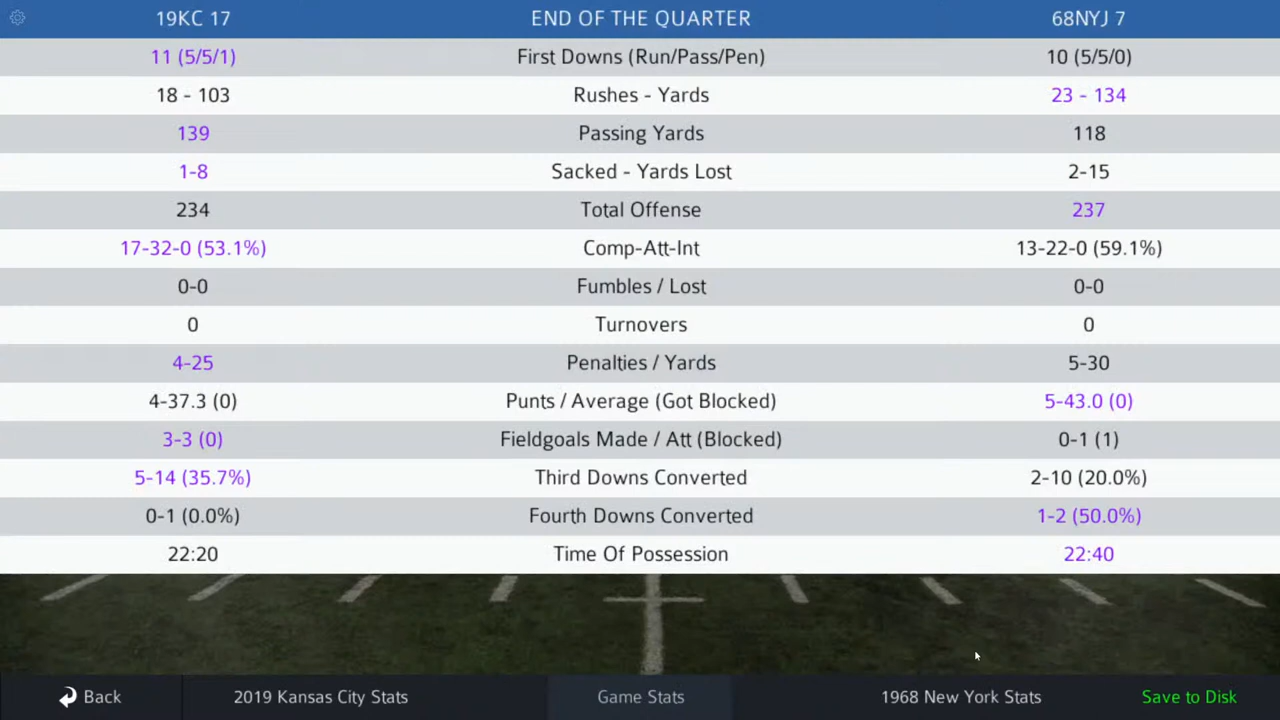 19KC 17 END OF THE QUARTER 68NYJ 7
11 (5/5/1) First Downs (Run/Pass/Pen) 10 (5/5/0)
18 - 103 Rushes - Yards 23 - 134
139 Passing Yards 118
1-8 Sacked - Yards Lost 2-15
234 Total Offense 237
17-32-0 (53.1%) Comp-Att-Int 13-22-0 (59.1%)
0-0 Fumbles / Lost 0-0
0 Turnovers 0
4-25 Penalties / Yards 5-30
4-37.3 (0) Punts / Average (Got Blocked) 5-43.0 (0)
3-3 (0) Fieldgoals Made / Att (Blocked) 0-1 (1)
5-14 (35.7%) Third Downs Converted 2-10 (20.0%)
0-1 (0.0%) Fourth Downs Converted 1-2 (50.0%)
22:20 Time Of Possession 22:40
Back 2019 Kansas City Stats Game Stats 1968 New York Stats Save to Disk